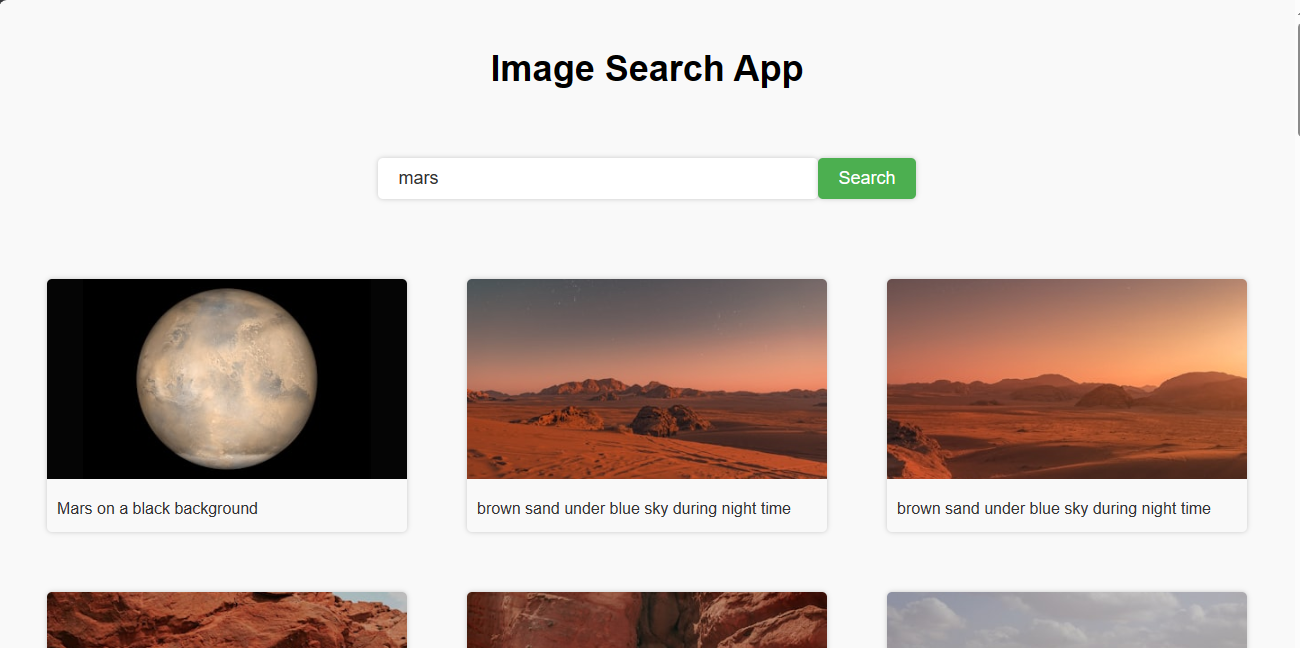 Image Search App
mars
Search
Mars on a black background
brown sand under blue sky during night time
brown sand under blue sky during night time